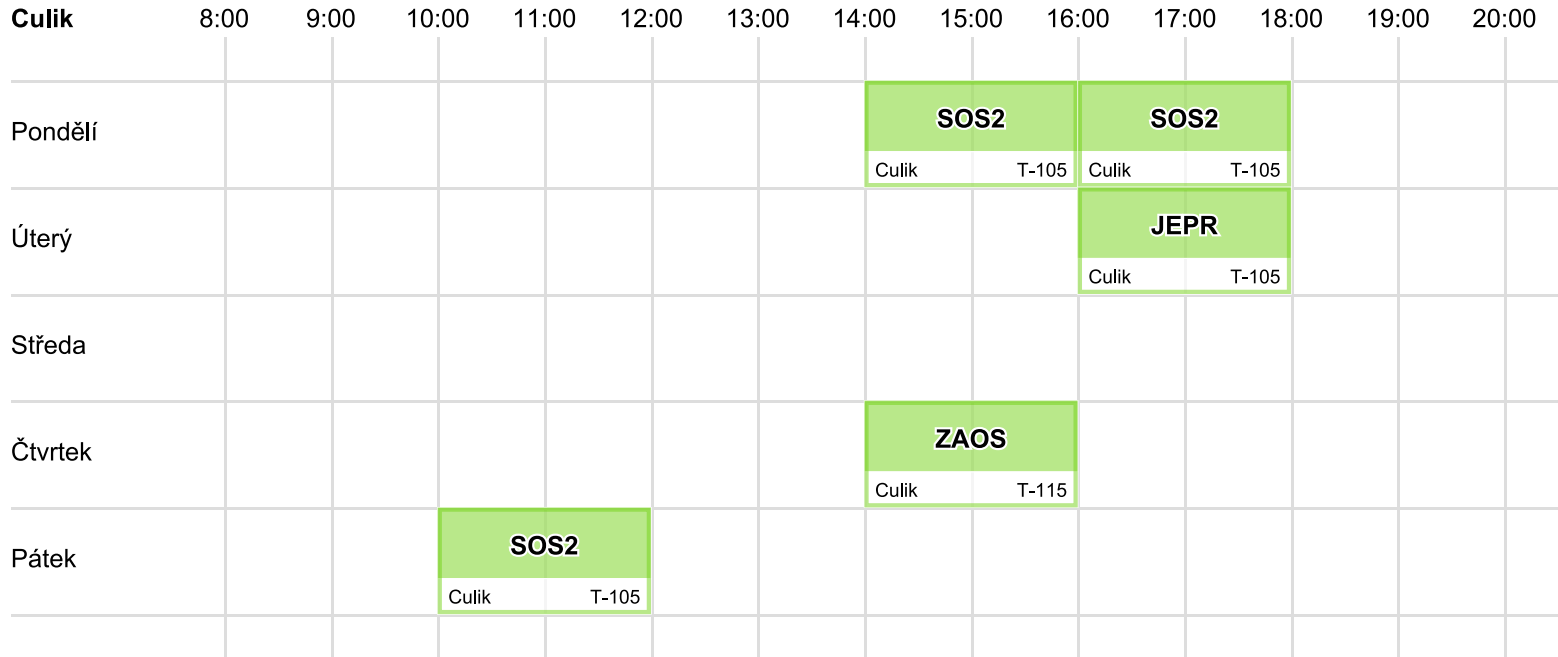 Culik 8:00 9:00 10:00 11:00 12:00 13:00 14:00 15:00 16:00 17:00 18:00 19:00 20:00
Pondělí
SOS2 SOS2
Culik T-105 Culik T-105
Úterý
JEPR
Culik T-105
Středa
Čtvrtek
ZAOS
Culik T-115
Pátek
SOS2
Culik T-105